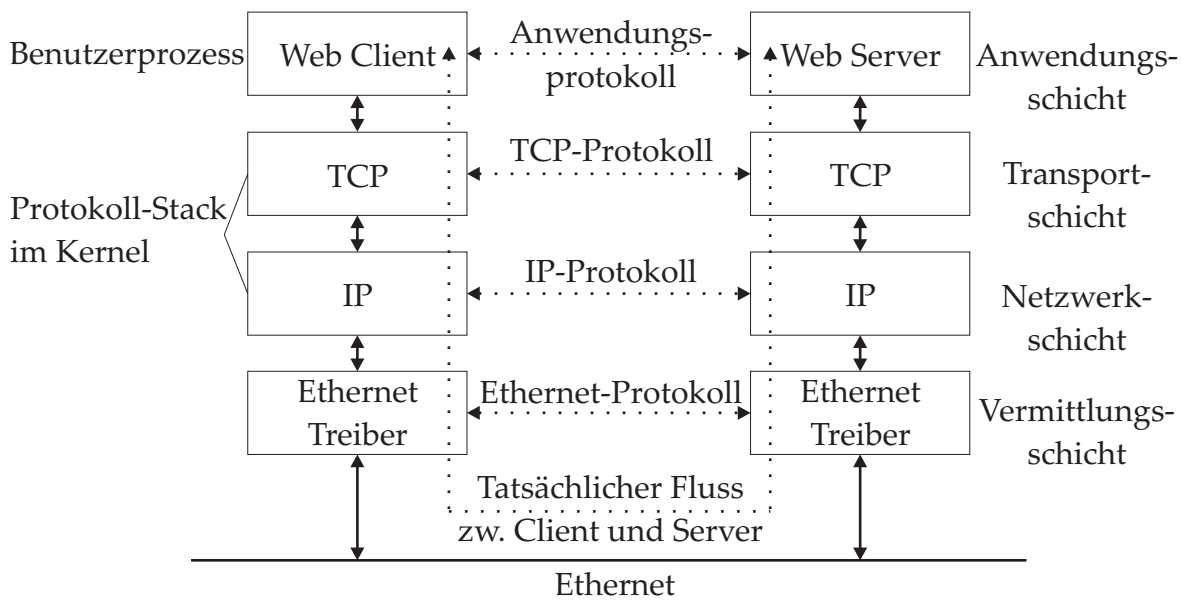 Benutzerprozess
Web Client
Anwendungs-
protokoll
Web Server
Anwendungs-
schicht
TCP
TCP-Protokoll
TCP
Transport-
schicht
Protokoll-Stack
im Kernel
IP
IP-Protokoll
IP
Netzwerk-
schicht
Ethernet
Treiber
Ethernet-Protokoll
Ethernet
Treiber
Vermittlungs-
schicht
Tatsächlicher Fluss
zw. Client und Server
Ethernet